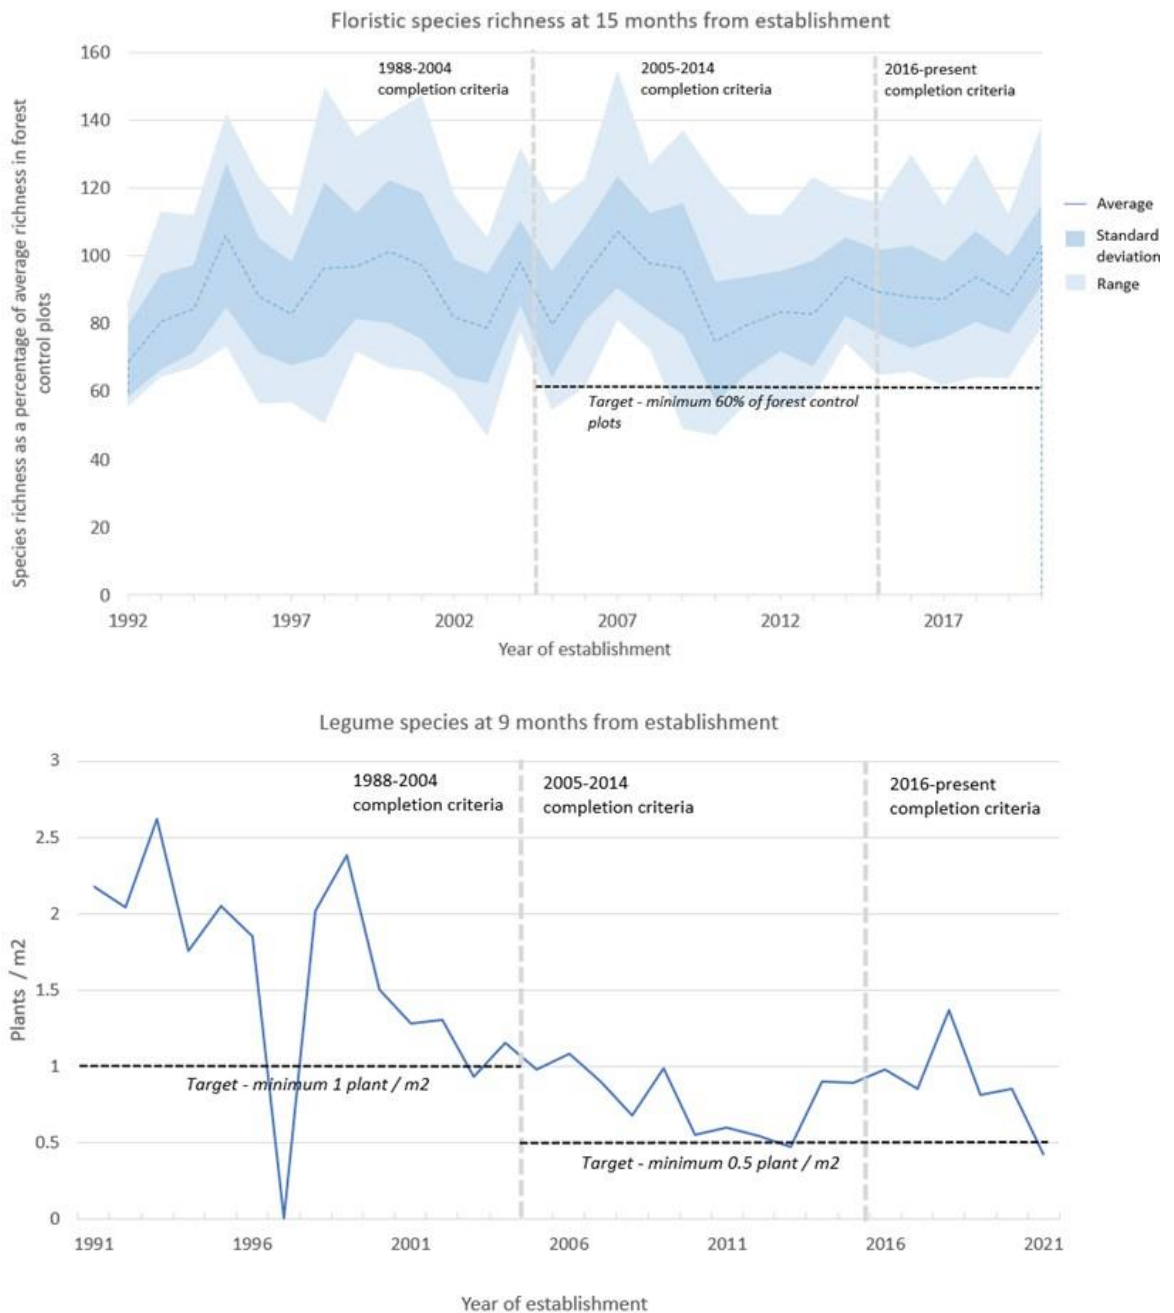 Floristic species richness at 15 months from establishment
Species richness as a percentage of average richness in forest
control plots
160
140
120
100
80
60
40
20
0
1988-2004
completion criteria
2005-2014
completion criteria
2016-present
completion criteria
Target - minimum 60% of forest control
plots
Average
Standard
deviation
Range
1992
1997
2002
2007
2012
2017
Year of establishment
Legume species at 9 months from establishment
Plants / m2
3
2.5
2
1.5
1
0.5
0
1988-2004
completion criteria
2005-2014
completion criteria
2016-present
completion criteria
Target - minimum 1 plant / m2
Target - minimum 0.5 plant / m2
1991
1996
2001
2006
2011
2016
2021
Year of establishment